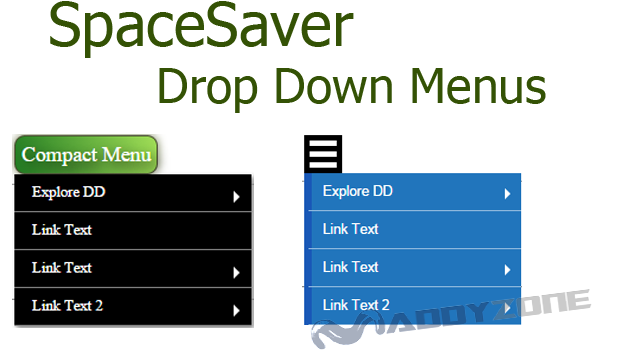 SpaceSaver
Drop Down Menus
Compact Menu
Explore DD
Link Text
Link Text
Link Text 2
Explore DD
Link Text
Link Text
Link Text 2
ADDYZONE